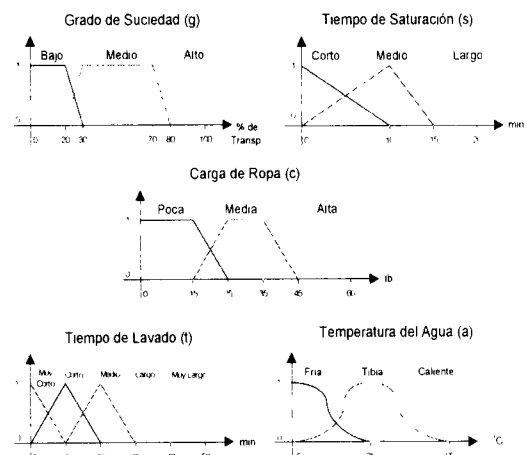 Grado de Suciedad (g)
Bajo Medio Alto
1
0
0 20 30 70 80 100
% de
Transp
Tiempo de Saturación (s)
Corto Medio Largo
1
0
0 15
min
Carga de Ropa (c)
Poca Media Alta
1
0
0 15 35 45 60
lb
Tiempo de Lavado (t)
Muy
Corto Corto Medio Largo Muy Largo
1
min
Temperatura del Agua (a)
Fria Tibia Caliente
1
°C